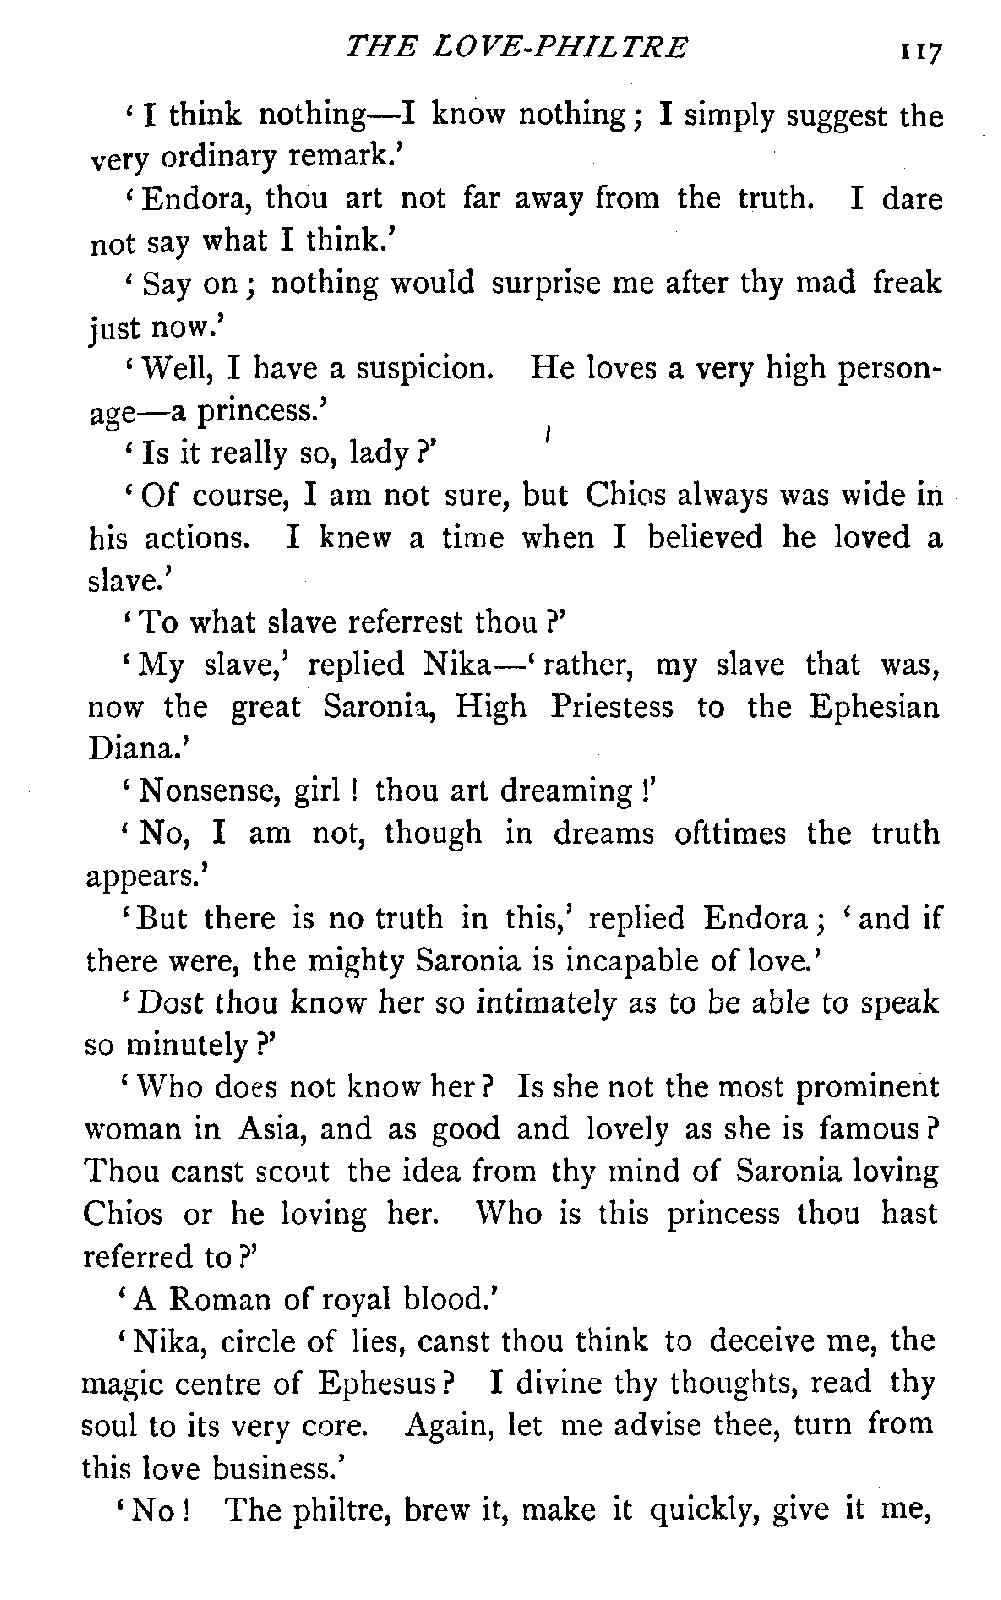 THE LOVE-PHILTRE 117
‘I think nothing—I know nothing; I simply suggest the
very ordinary remark.’
‘Endora, thou art not far away from the truth. I dare
not say what I think.’
‘Say on; nothing would surprise me after thy mad freak
just now.’
‘Well, I have a suspicion. He loves a very high person-
age—a princess.’
‘Is it really so, lady?’
‘Of course, I am not sure, but Chios always was wide in
his actions. I knew a time when I believed he loved a
slave.’
‘To what slave referrest thou?’
‘My slave,’ replied Nika—‘rather, my slave that was,
now the great Saronia, High Priestess to the Ephesian
Diana.’
‘Nonsense, girl! thou art dreaming!’
‘No, I am not, though in dreams ofttimes the truth
appears.’
‘But there is no truth in this,’ replied Endora; ‘and if
there were, the mighty Saronia is incapable of love.’
‘Dost thou know her so intimately as to be able to speak
so minutely?’
‘Who does not know her? Is she not the most prominent
woman in Asia, and as good and lovely as she is famous?
Thou canst scout the idea from thy mind of Saronia loving
Chios or he loving her. Who is this princess thou hast
referred to?’
‘A Roman of royal blood.’
‘Nika, circle of lies, canst thou think to deceive me, the
magic centre of Ephesus? I divine thy thoughts, read thy
soul to its very core. Again, let me advise thee, turn from
this love business.’
‘No! The philtre, brew it, make it quickly, give it me,